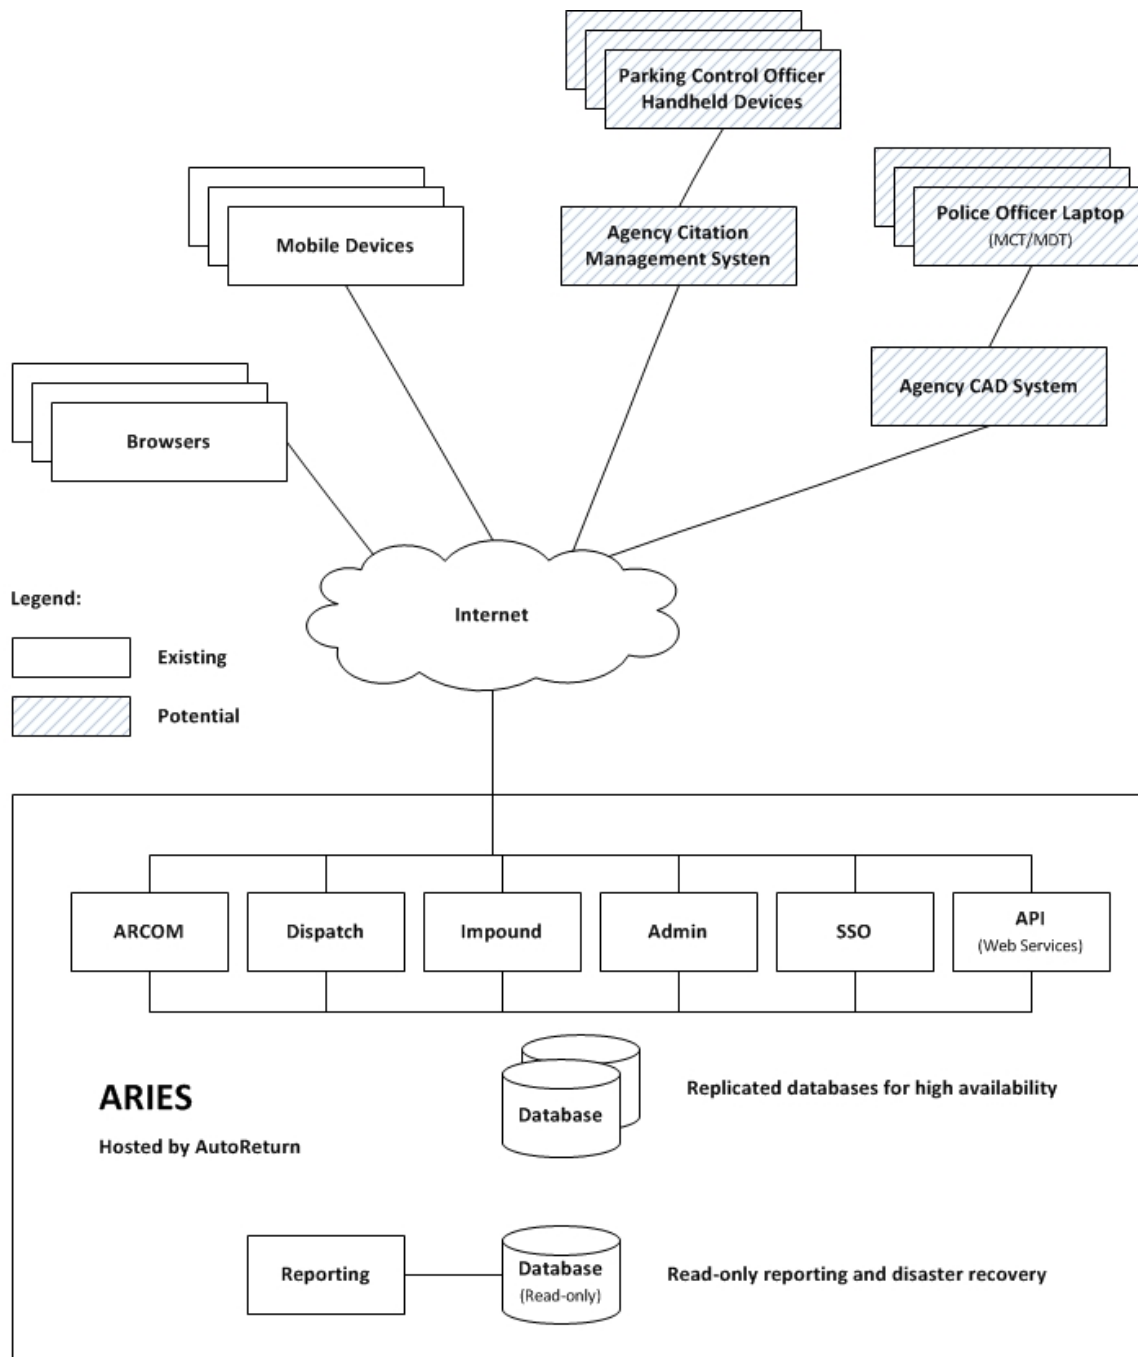 Parking Control Officer
Handheld Devices
Police Officer Laptop
(MCT/MDT)
Mobile Devices
Agency Citation
Management Systen
Agency CAD System
Browsers
Internet
Legend:
Existing
Potential
ARCOM
Dispatch
Impound
Admin
SSO
API
(Web Services)
ARIES
Hosted by AutoReturn
Database
Replicated databases for high availability
Reporting
Database
(Read-only)
Read-only reporting and disaster recovery